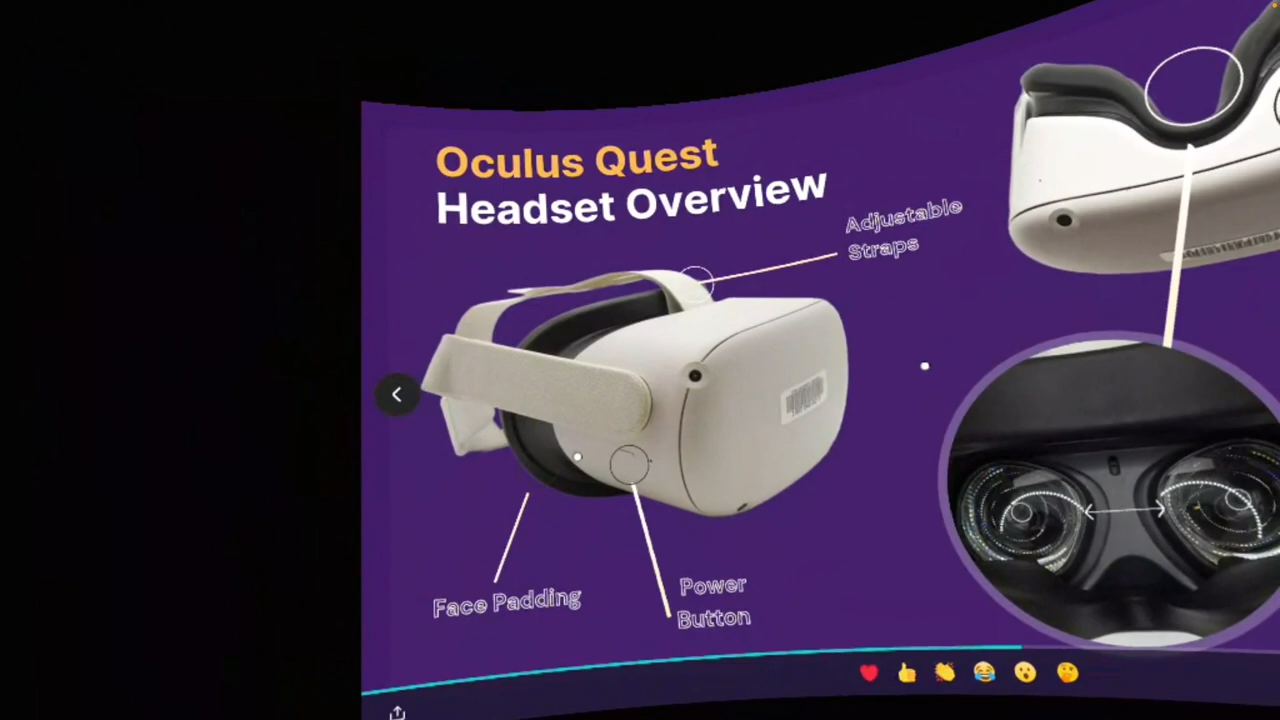 Oculus Quest
Headset Overview
Adjustable
Straps
Face Padding
Power
Button